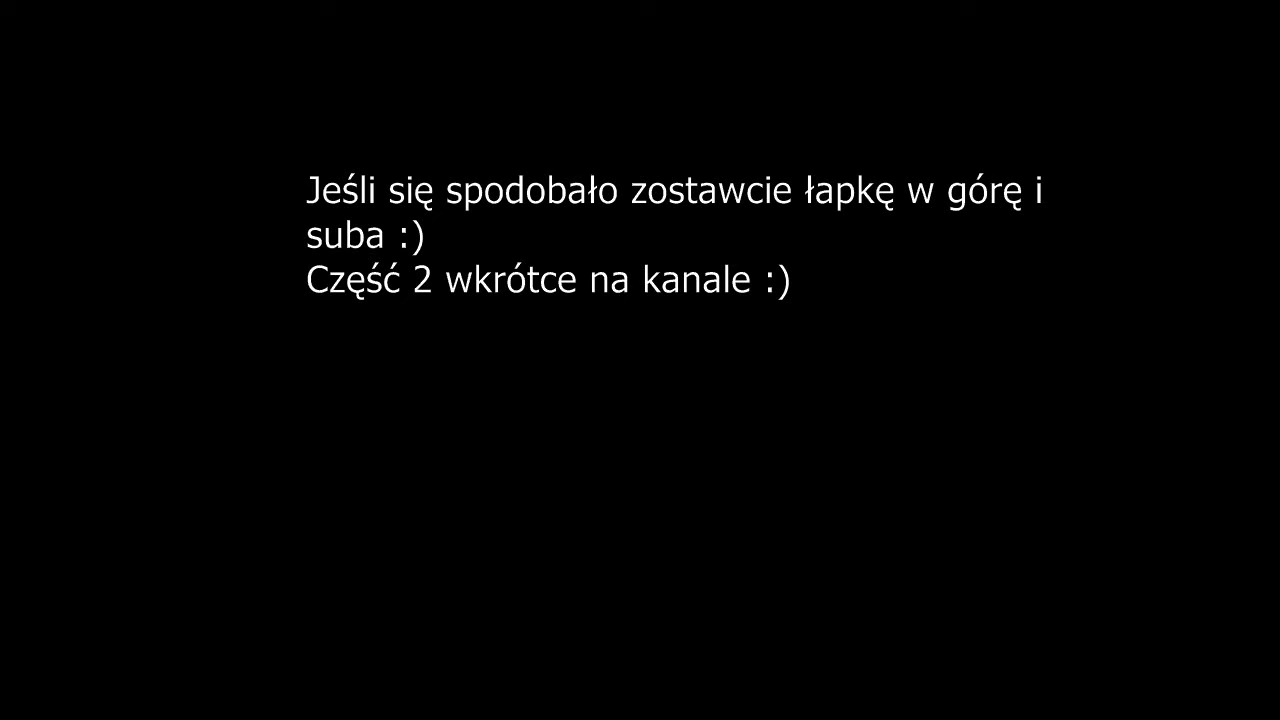 Jeśli się spodobało zostawcie łapkę w górę i
suba :)
Część 2 wkrótce na kanale :)